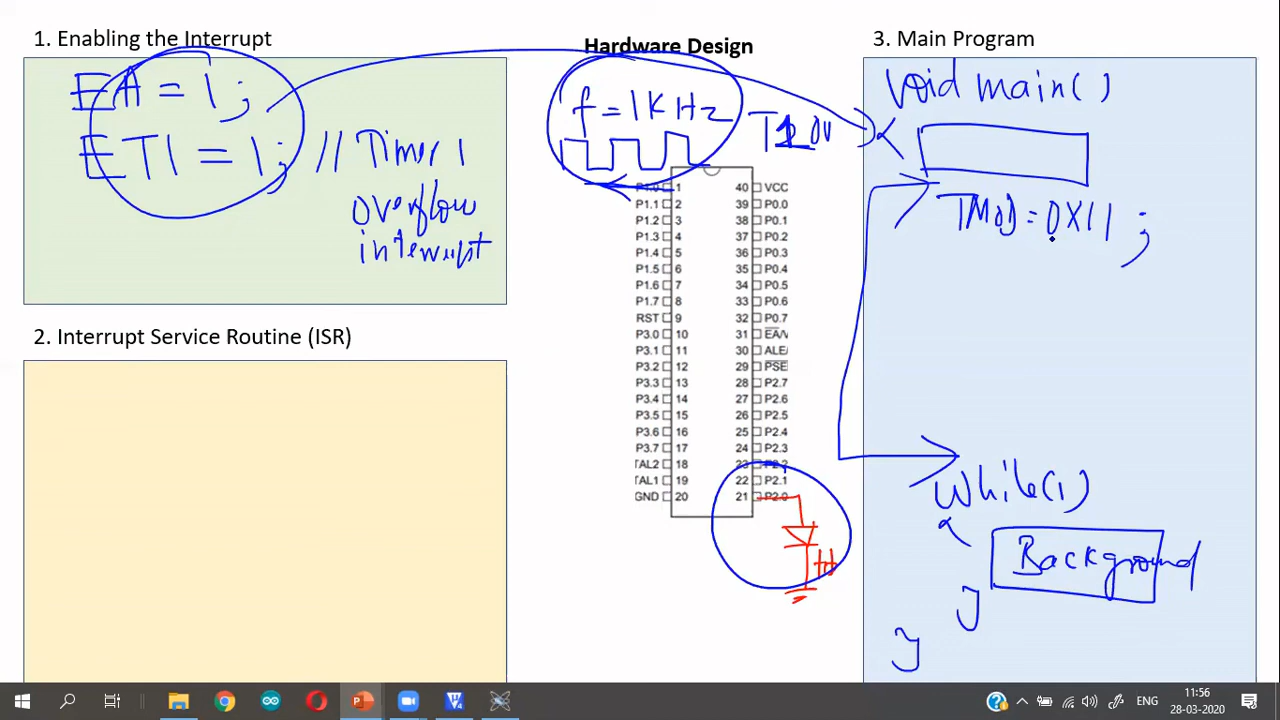 1. Enabling the Interrupt
EA = 1;
ET1 = 1; // Timer 1
overflow
interrupt
2. Interrupt Service Routine (ISR)
Hardware Design
f = 1KHz
P1.0 1
P1.1 2
P1.2 3
P1.3 4
P1.4 5
P1.5 6
P1.6 7
P1.7 8
RST 9
P3.0 10
P3.1 11
P3.2 12
P3.3 13
P3.4 14
P3.5 15
P3.6 16
P3.7 17
TAL2 18
TAL1 19
GND 20
40 VCC
39 P0.0
38 P0.1
37 P0.2
36 P0.3
35 P0.4
34 P0.5
33 P0.6
32 P0.7
31 EA/V
30 ALE/
29 PSE
28 P2.7
27 P2.6
26 P2.5
25 P2.4
24 P2.3
23 P2.2
22 P2.1
21 P2.0
3. Main Program
void main()
{
TMOD = 0X11;
while(1)
{
Background
}
}
ENG
11:56
28-03-2020